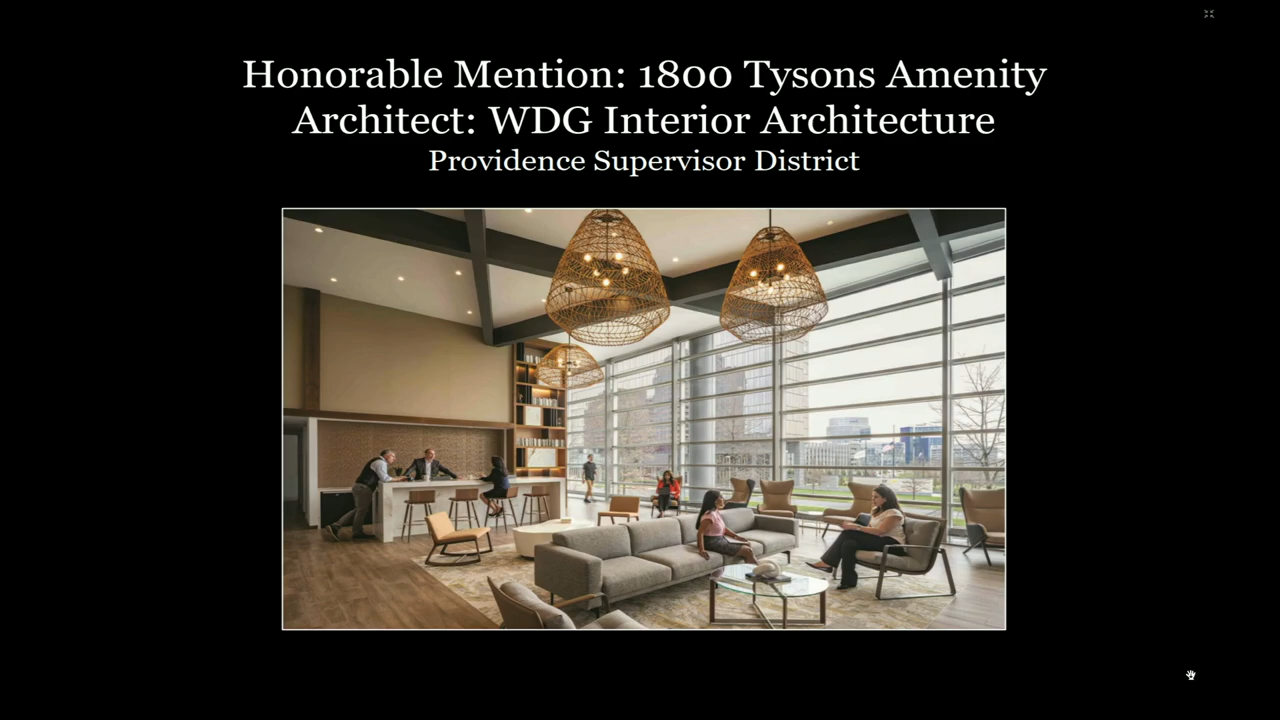 Honorable Mention: 1800 Tysons Amenity
Architect: WDG Interior Architecture
Providence Supervisor District